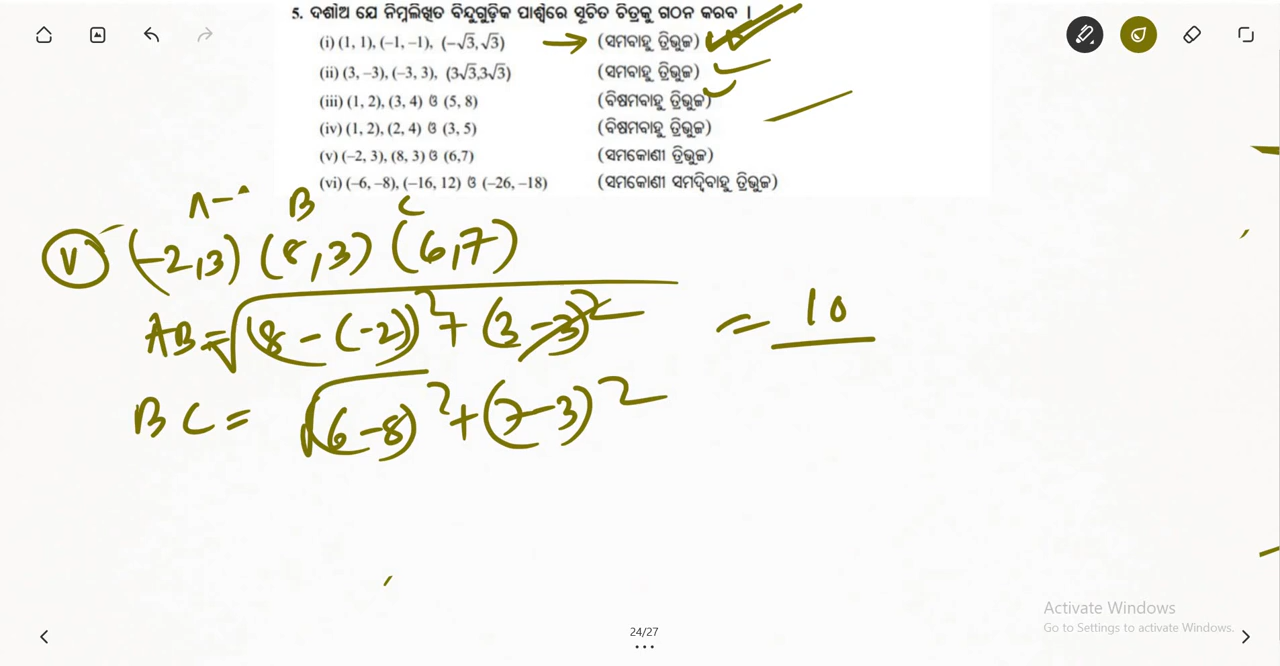 5. ଦର୍ଶାଅ ଯେ ନିମ୍ନଲିଖିତ ବିନ୍ଦୁଗୁଡ଼ିକ ପାର୍ଶ୍ୱରେ ସୂଚିତ ଚିତ୍ରକୁ ଗଠନ କରବ ।
(i) (1, 1), (−1, −1), (−√3, √3) (ସମବାହୁ ତ୍ରିଭୁଜ)
(ii) (3, −3), (−3, 3), (3√3,3√3) (ସମବାହୁ ତ୍ରିଭୁଜ)
(iii) (1, 2), (3, 4) ଓ (5, 8) (ବିଷମବାହୁ ତ୍ରିଭୁଜ)
(iv) (1, 2), (2, 4) ଓ (3, 5) (ବିଷମବାହୁ ତ୍ରିଭୁଜ)
(v) (−2, 3), (8, 3) ଓ (6,7) (ସମକୋଣୀ ତ୍ରିଭୁଜ)
(vi) (−6, −8), (−16, 12) ଓ (−26, −18) (ସମକୋଣୀ ସମଦ୍ୱିବାହୁ ତ୍ରିଭୁଜ)
A B C
(v) (−2,3) (8,3) (6,7)
AB = √(8 − (−2))² + (3 − 3)² = 10
BC = √(6 − 8)² + (7 − 3)²
Activate Windows
Go to Settings to activate Windows.
24/27